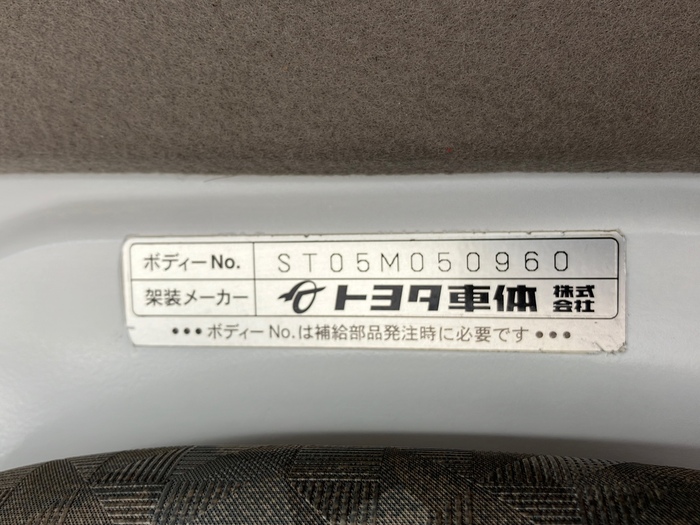 ボディーNo. ST05M050960
架装メーカー トヨタ車体 株式会社
•••ボディーNo.は補給部品発注時に必要です•••